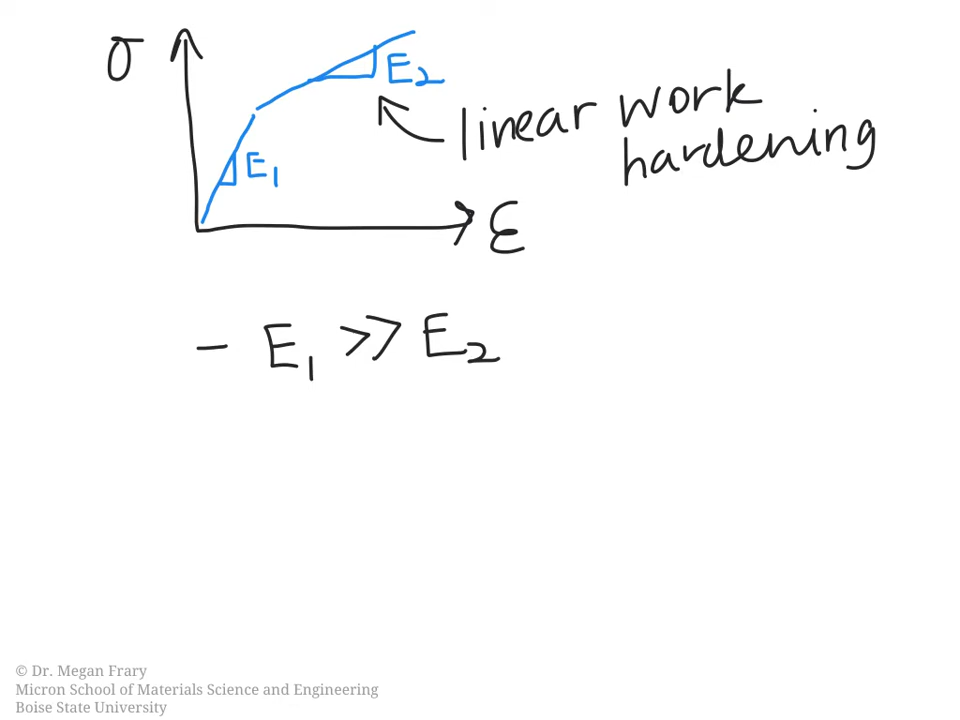 σ
E₂
linear work
hardening
E₁
ε
- E₁ >> E₂
© Dr. Megan Frary
Micron School of Materials Science and Engineering
Boise State University